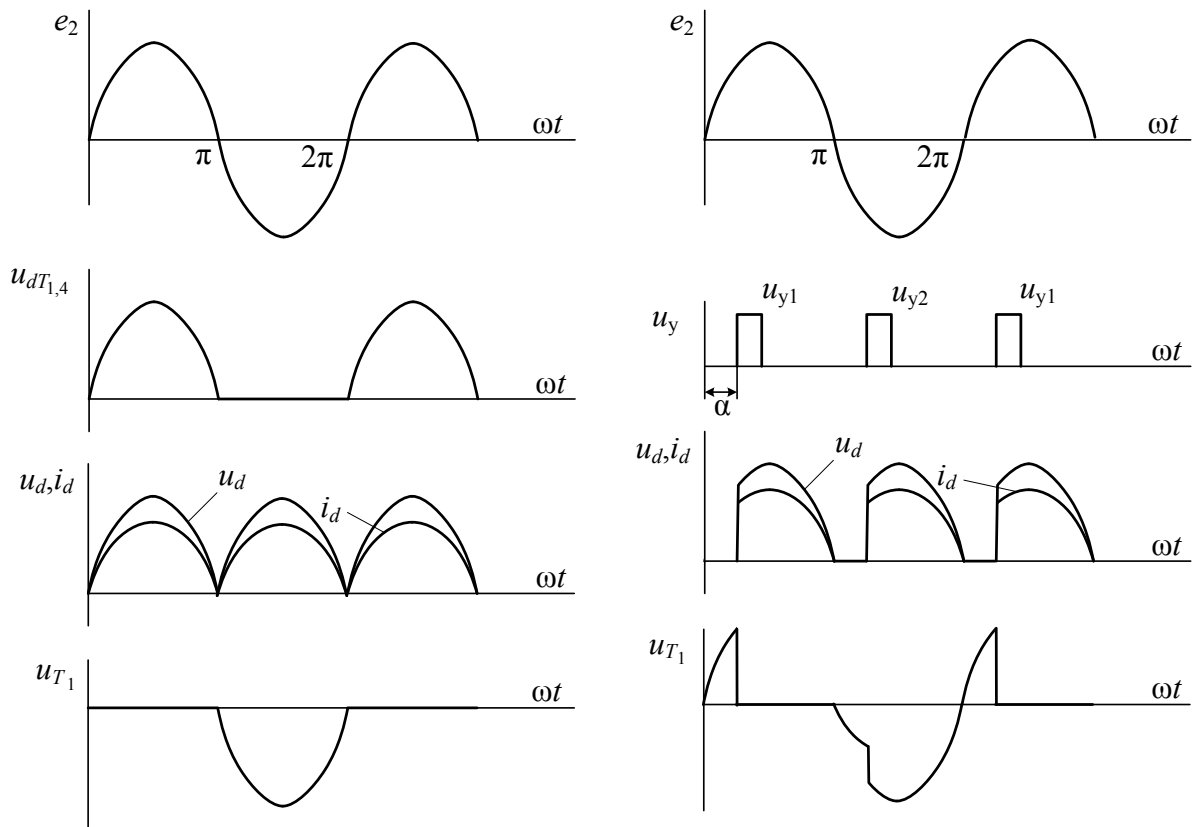 e₂
ωt
π
2π
u_dT₁,₄
ωt
u_d,i_d
u_d
i_d
ωt
u_T₁
ωt
e₂
ωt
π
2π
u_y
u_y1
u_y2
u_y1
ωt
α
u_d,i_d
u_d
i_d
ωt
u_T₁
ωt